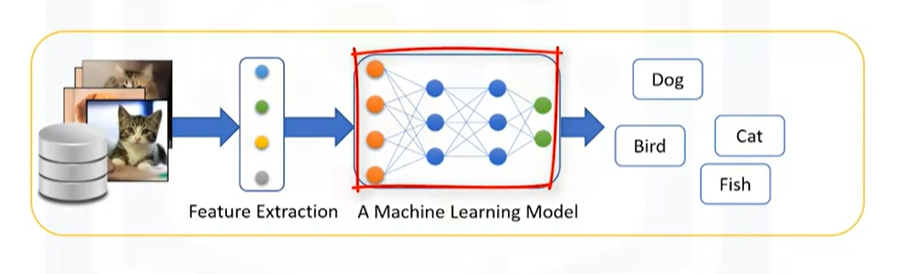 Dog
Bird
Cat
Fish
Feature Extraction
A Machine Learning Model